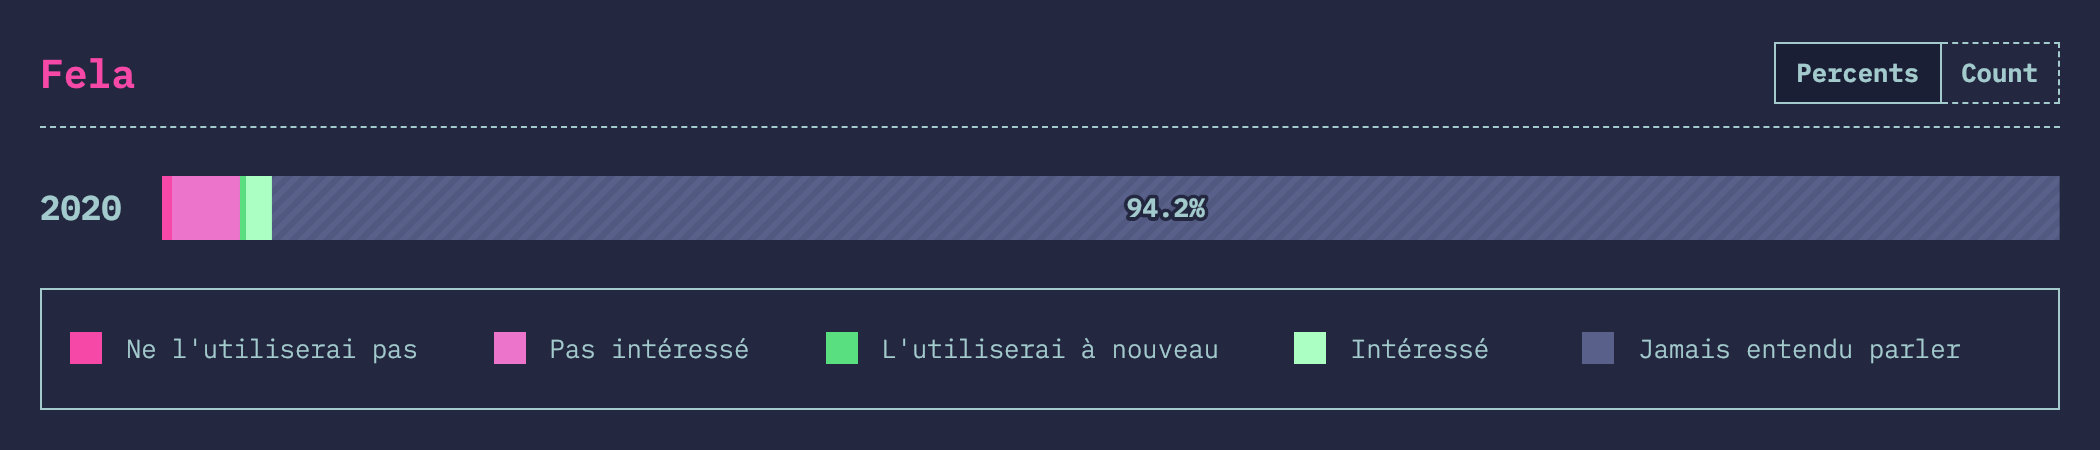 Fela
Percents Count
2020 94.2%
Ne l'utiliserai pas Pas intéressé L'utiliserai à nouveau Intéressé Jamais entendu parler